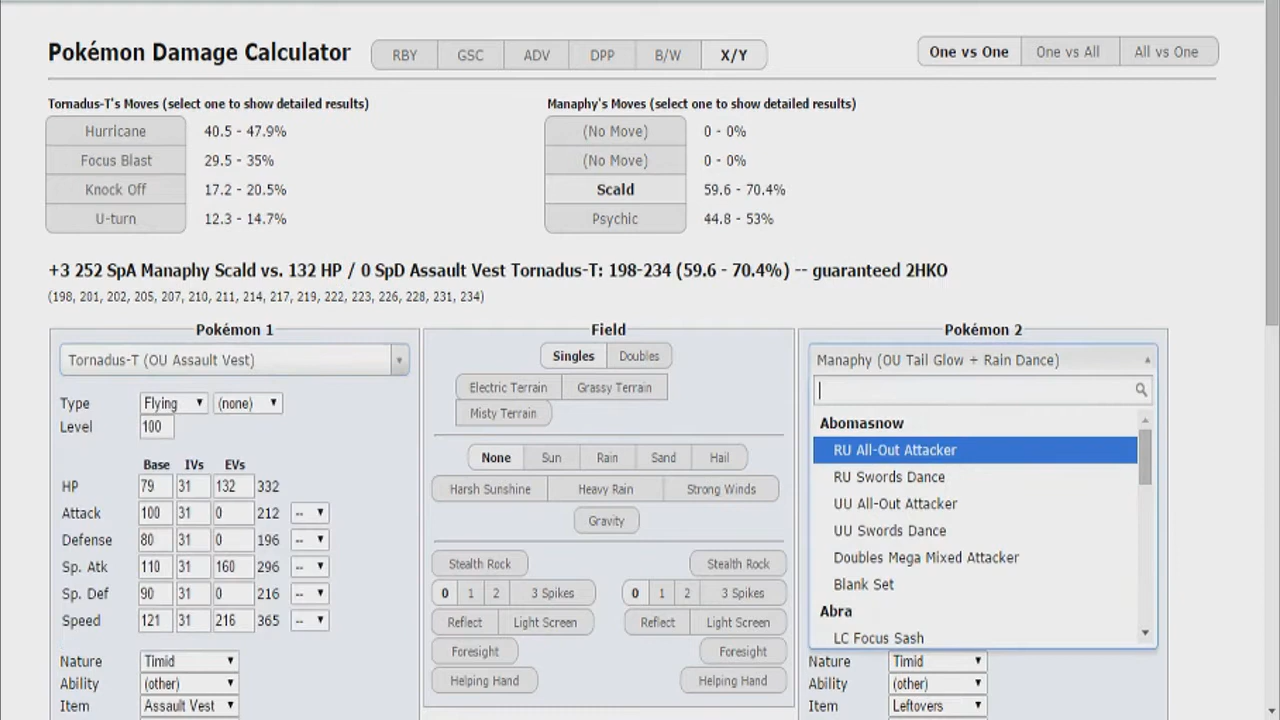 Pokémon Damage Calculator RBY GSC ADV DPP B/W X/Y One vs One One vs All All vs One
Tornadus-T's Moves (select one to show detailed results) Manaphy's Moves (select one to show detailed results)
Hurricane 40.5 - 47.9% (No Move) 0 - 0%
Focus Blast 29.5 - 35% (No Move) 0 - 0%
Knock Off 17.2 - 20.5% Scald 59.6 - 70.4%
U-turn 12.3 - 14.7% Psychic 44.8 - 53%
+3 252 SpA Manaphy Scald vs. 132 HP / 0 SpD Assault Vest Tornadus-T: 198-234 (59.6 - 70.4%) -- guaranteed 2HKO
(198, 201, 202, 205, 207, 210, 211, 214, 217, 219, 222, 223, 226, 228, 231, 234)
Pokémon 1
Tornadus-T (OU Assault Vest)
Type Flying (none)
Level 100
Base IVs EVs
HP 79 31 132 332
Attack 100 31 0 212 --
Defense 80 31 0 196 --
Sp. Atk 110 31 160 296 --
Sp. Def 90 31 0 216 --
Speed 121 31 216 365 --
Nature Timid
Ability (other)
Item Assault Vest
Field
Singles Doubles
Electric Terrain Grassy Terrain
Misty Terrain
None Sun Rain Sand Hail
Harsh Sunshine Heavy Rain Strong Winds
Gravity
Stealth Rock Stealth Rock
0 1 2 3 Spikes 0 1 2 3 Spikes
Reflect Light Screen Reflect Light Screen
Foresight Foresight
Helping Hand Helping Hand
Pokémon 2
Manaphy (OU Tail Glow + Rain Dance)
Abomasnow
RU All-Out Attacker
RU Swords Dance
UU All-Out Attacker
UU Swords Dance
Doubles Mega Mixed Attacker
Blank Set
Abra
LC Focus Sash
Nature Timid
Ability (other)
Item Leftovers